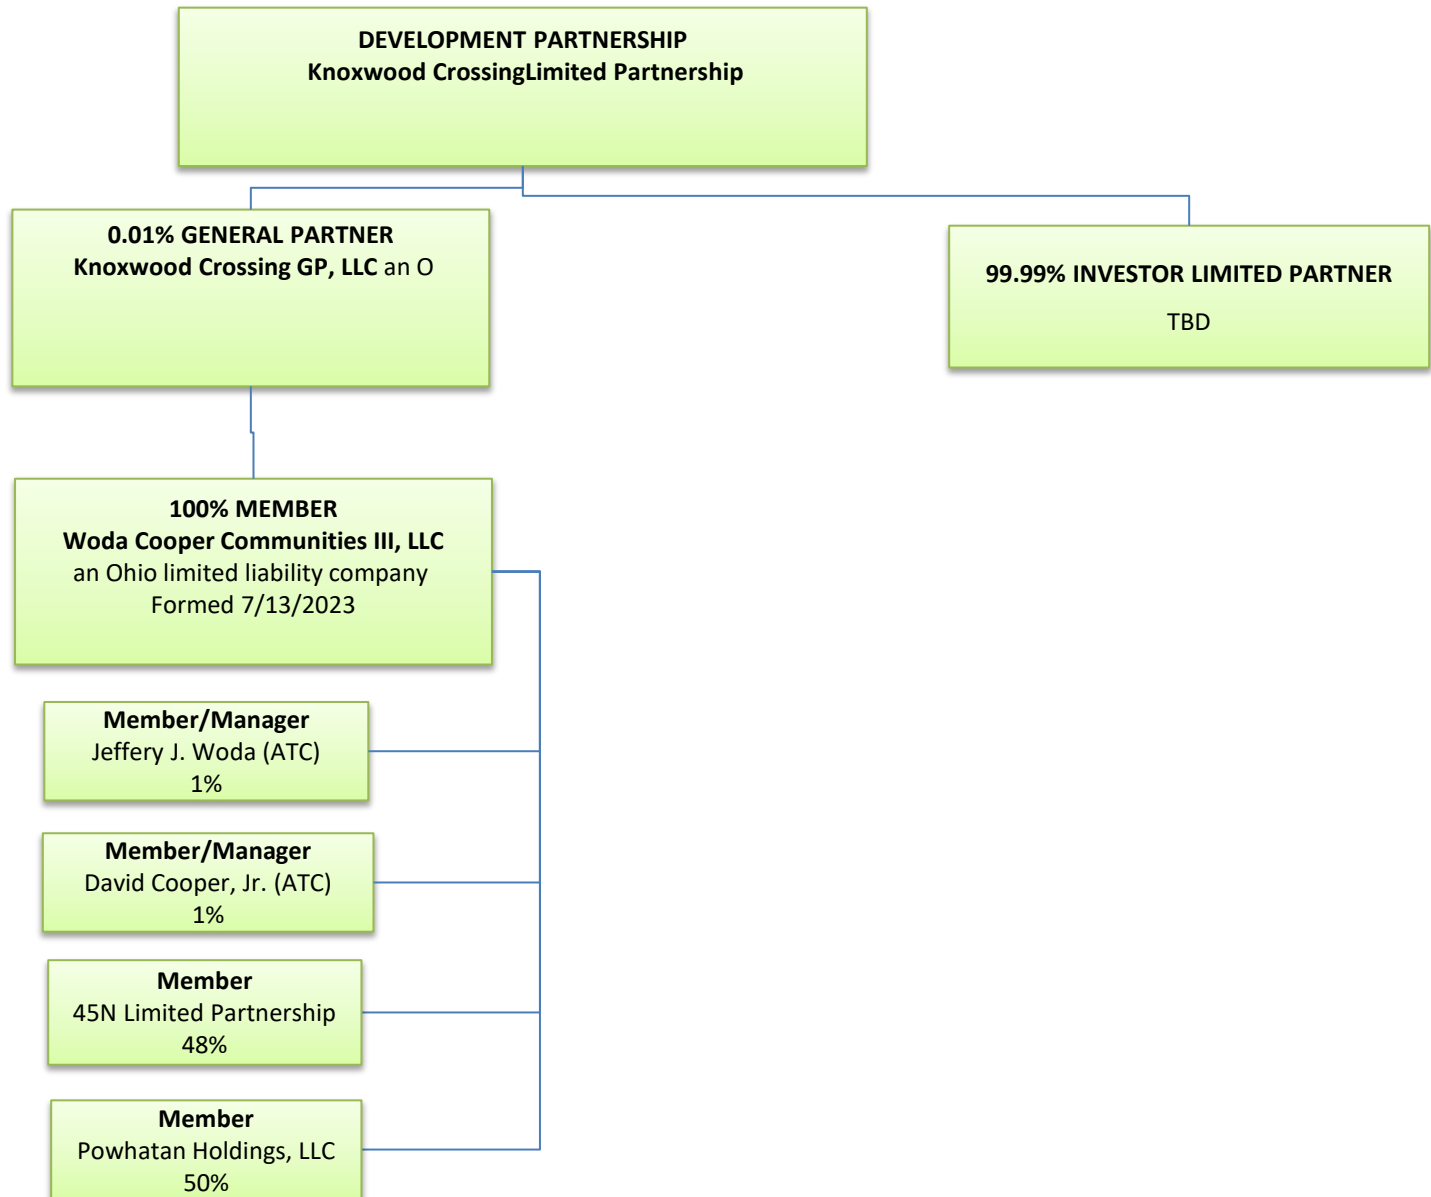 DEVELOPMENT PARTNERSHIP
Knoxwood CrossingLimited Partnership
0.01% GENERAL PARTNER
Knoxwood Crossing GP, LLC an O
99.99% INVESTOR LIMITED PARTNER
TBD
100% MEMBER
Woda Cooper Communities III, LLC
an Ohio limited liability company
Formed 7/13/2023
Member/Manager
Jeffery J. Woda (ATC)
1%
Member/Manager
David Cooper, Jr. (ATC)
1%
Member
45N Limited Partnership
48%
Member
Powhatan Holdings, LLC
50%